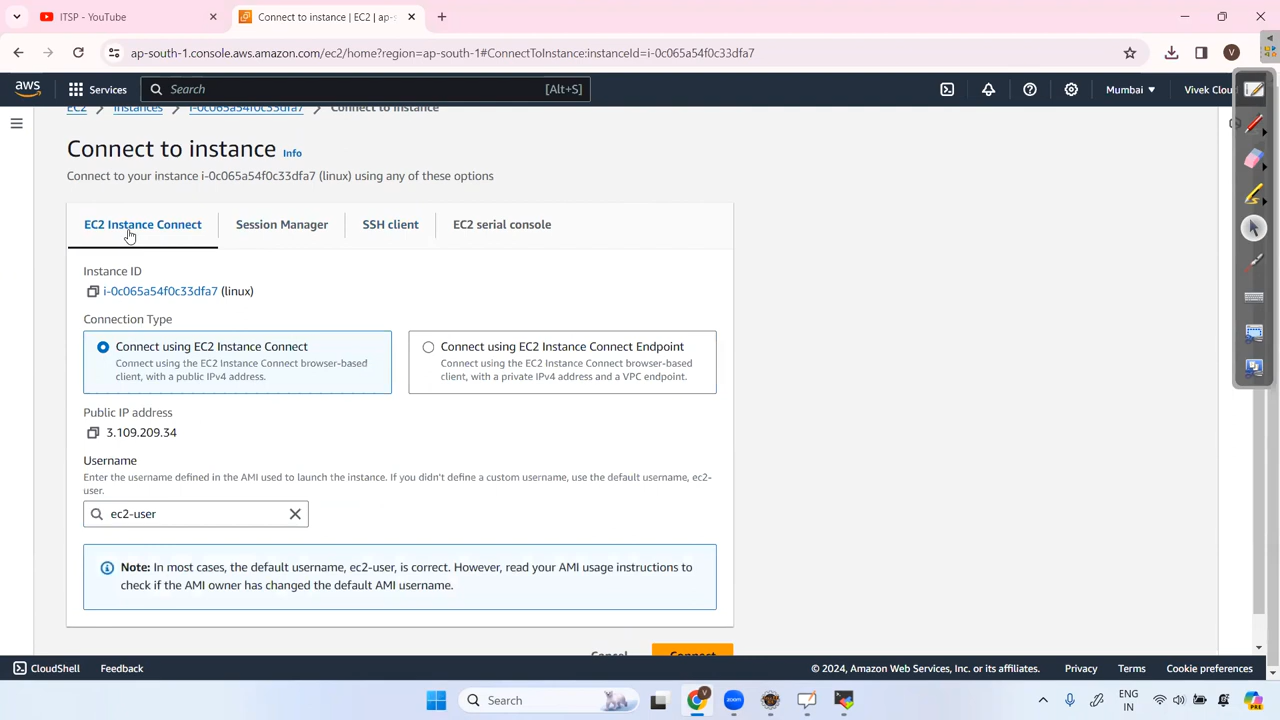 ITSP - YouTube
Connect to instance | EC2 | ap-s
ap-south-1.console.aws.amazon.com/ec2/home?region=ap-south-1#ConnectToInstance:instanceId=i-0c065a54f0c33dfa7
V
aws
Services
Search
[Alt+S]
Mumbai
Vivek Cloud
EC2
Instances
i-0c065a54f0c33dfa7
Connect to instance
Connect to instance
Info
Connect to your instance i-0c065a54f0c33dfa7 (linux) using any of these options
EC2 Instance Connect
Session Manager
SSH client
EC2 serial console
Instance ID
i-0c065a54f0c33dfa7 (linux)
Connection Type
Connect using EC2 Instance Connect
Connect using the EC2 Instance Connect browser-based
client, with a public IPv4 address.
Connect using EC2 Instance Connect Endpoint
Connect using the EC2 Instance Connect browser-based
client, with a private IPv4 address and a VPC endpoint.
Public IP address
3.109.209.34
Username
Enter the username defined in the AMI used to launch the instance. If you didn't define a custom username, use the default username, ec2-
user.
ec2-user
Note: In most cases, the default username, ec2-user, is correct. However, read your AMI usage instructions to
check if the AMI owner has changed the default AMI username.
Cancel
Connect
CloudShell
Feedback
© 2024, Amazon Web Services, Inc. or its affiliates.
Privacy
Terms
Cookie preferences
Search
V
zoom
ENG
IN
PRE